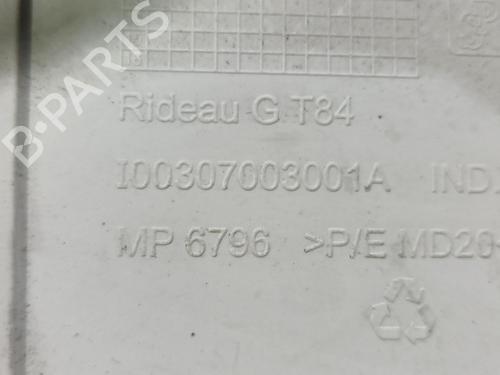 B-PARTS
Rideau G T84
I00307003001A IND
MP 6796 >P/E MD20